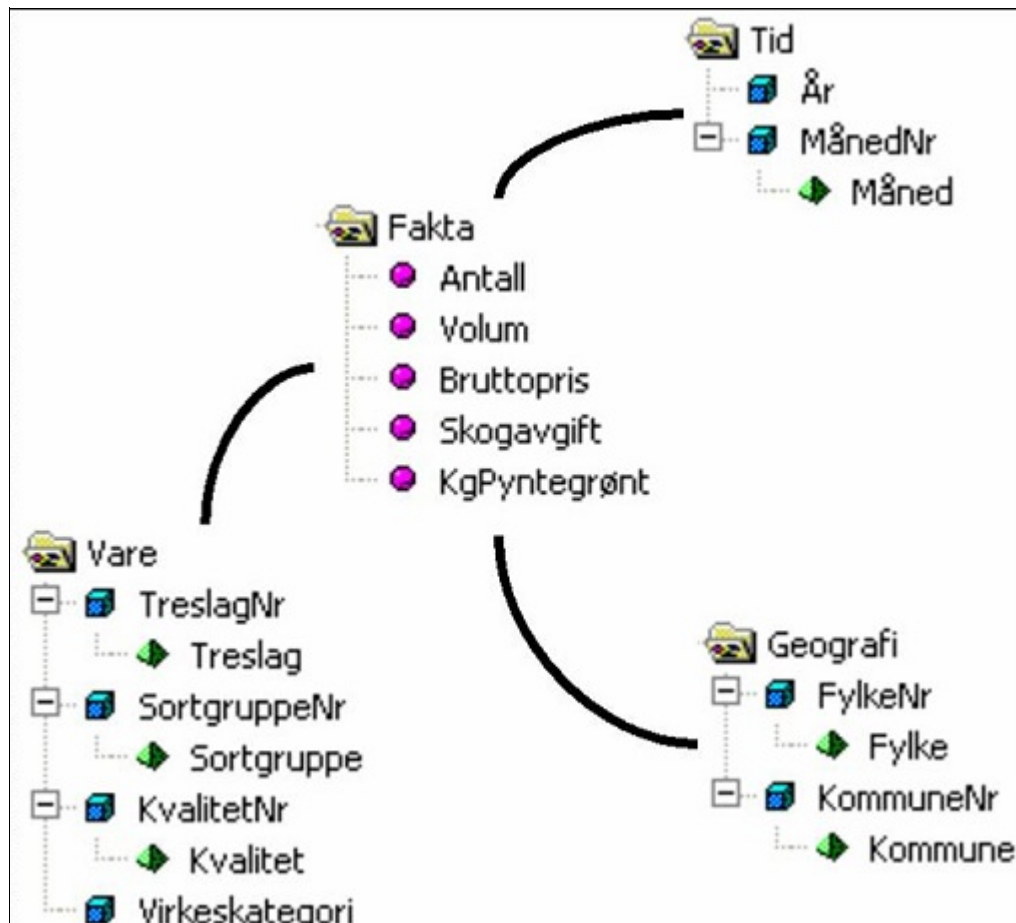 Tid
År
MånedNr
Måned
Fakta
Antall
Volum
Bruttopris
Skogavgift
KgPyntegrønt
Vare
TreslagNr
Treslag
SortgruppeNr
Sortgruppe
KvalitetNr
Kvalitet
Virkeskategori
Geografi
FylkeNr
Fylke
KommuneNr
Kommune